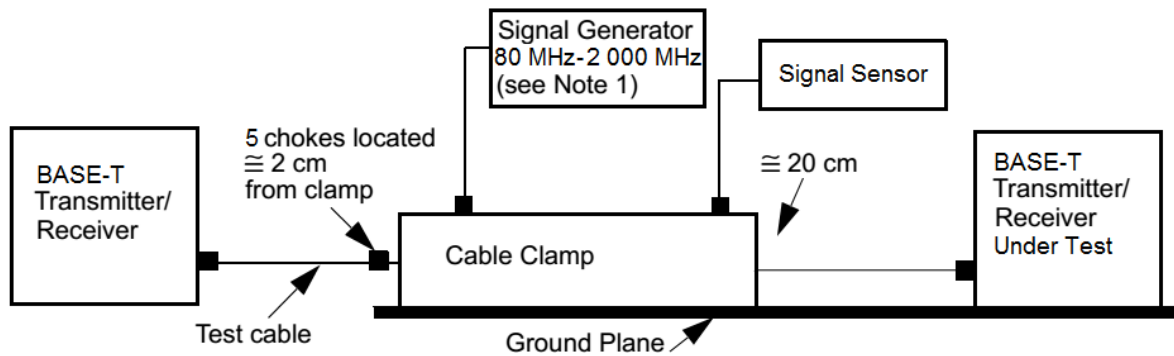 Signal Generator
80 MHz-2 000 MHz
(see Note 1)
Signal Sensor
5 chokes located
≅ 2 cm
from clamp
≅ 20 cm
BASE-T
Transmitter/
Receiver
BASE-T
Transmitter/
Receiver
Under Test
Cable Clamp
Test cable
Ground Plane